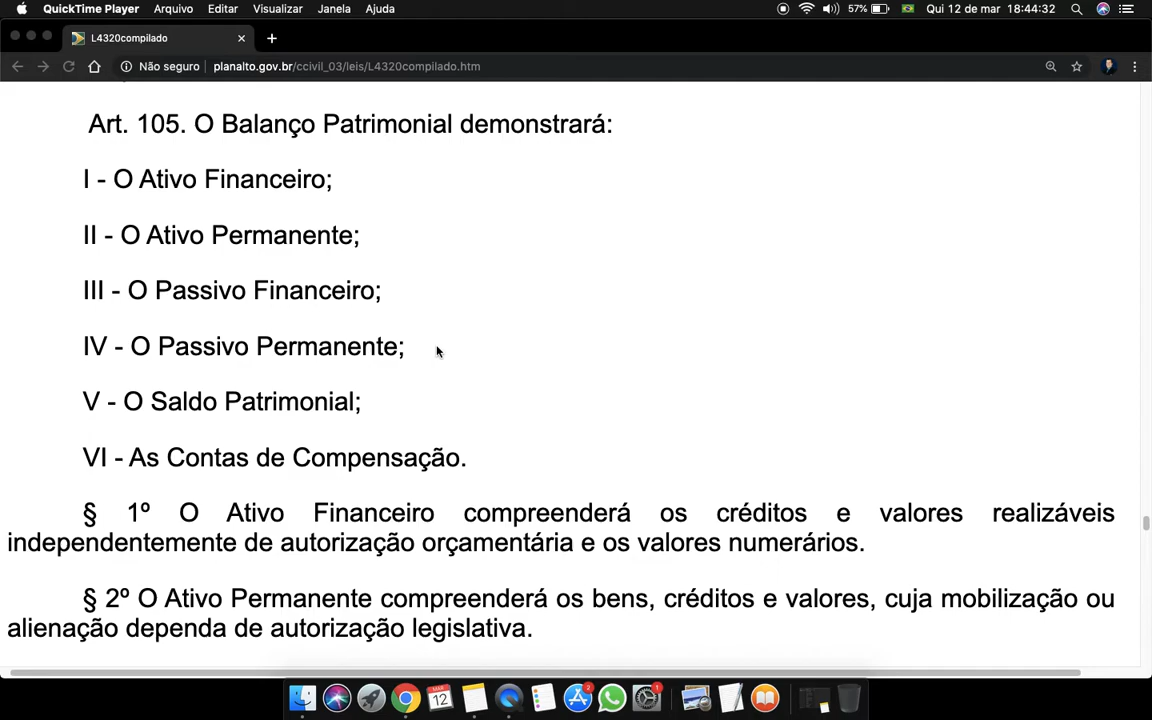 QuickTime Player Arquivo Editar Visualizar Janela Ajuda 57% Qui 12 de mar 18:44:32
L4320compilado
Não seguro planalto.gov.br/ccivil_03/leis/L4320compilado.htm
Art. 105. O Balanço Patrimonial demonstrará:
I - O Ativo Financeiro;
II - O Ativo Permanente;
III - O Passivo Financeiro;
IV - O Passivo Permanente;
V - O Saldo Patrimonial;
VI - As Contas de Compensação.
§ 1º O Ativo Financeiro compreenderá os créditos e valores realizáveis
independentemente de autorização orçamentária e os valores numerários.
§ 2º O Ativo Permanente compreenderá os bens, créditos e valores, cuja mobilização ou
alienação dependa de autorização legislativa.
MAR 12 2 1